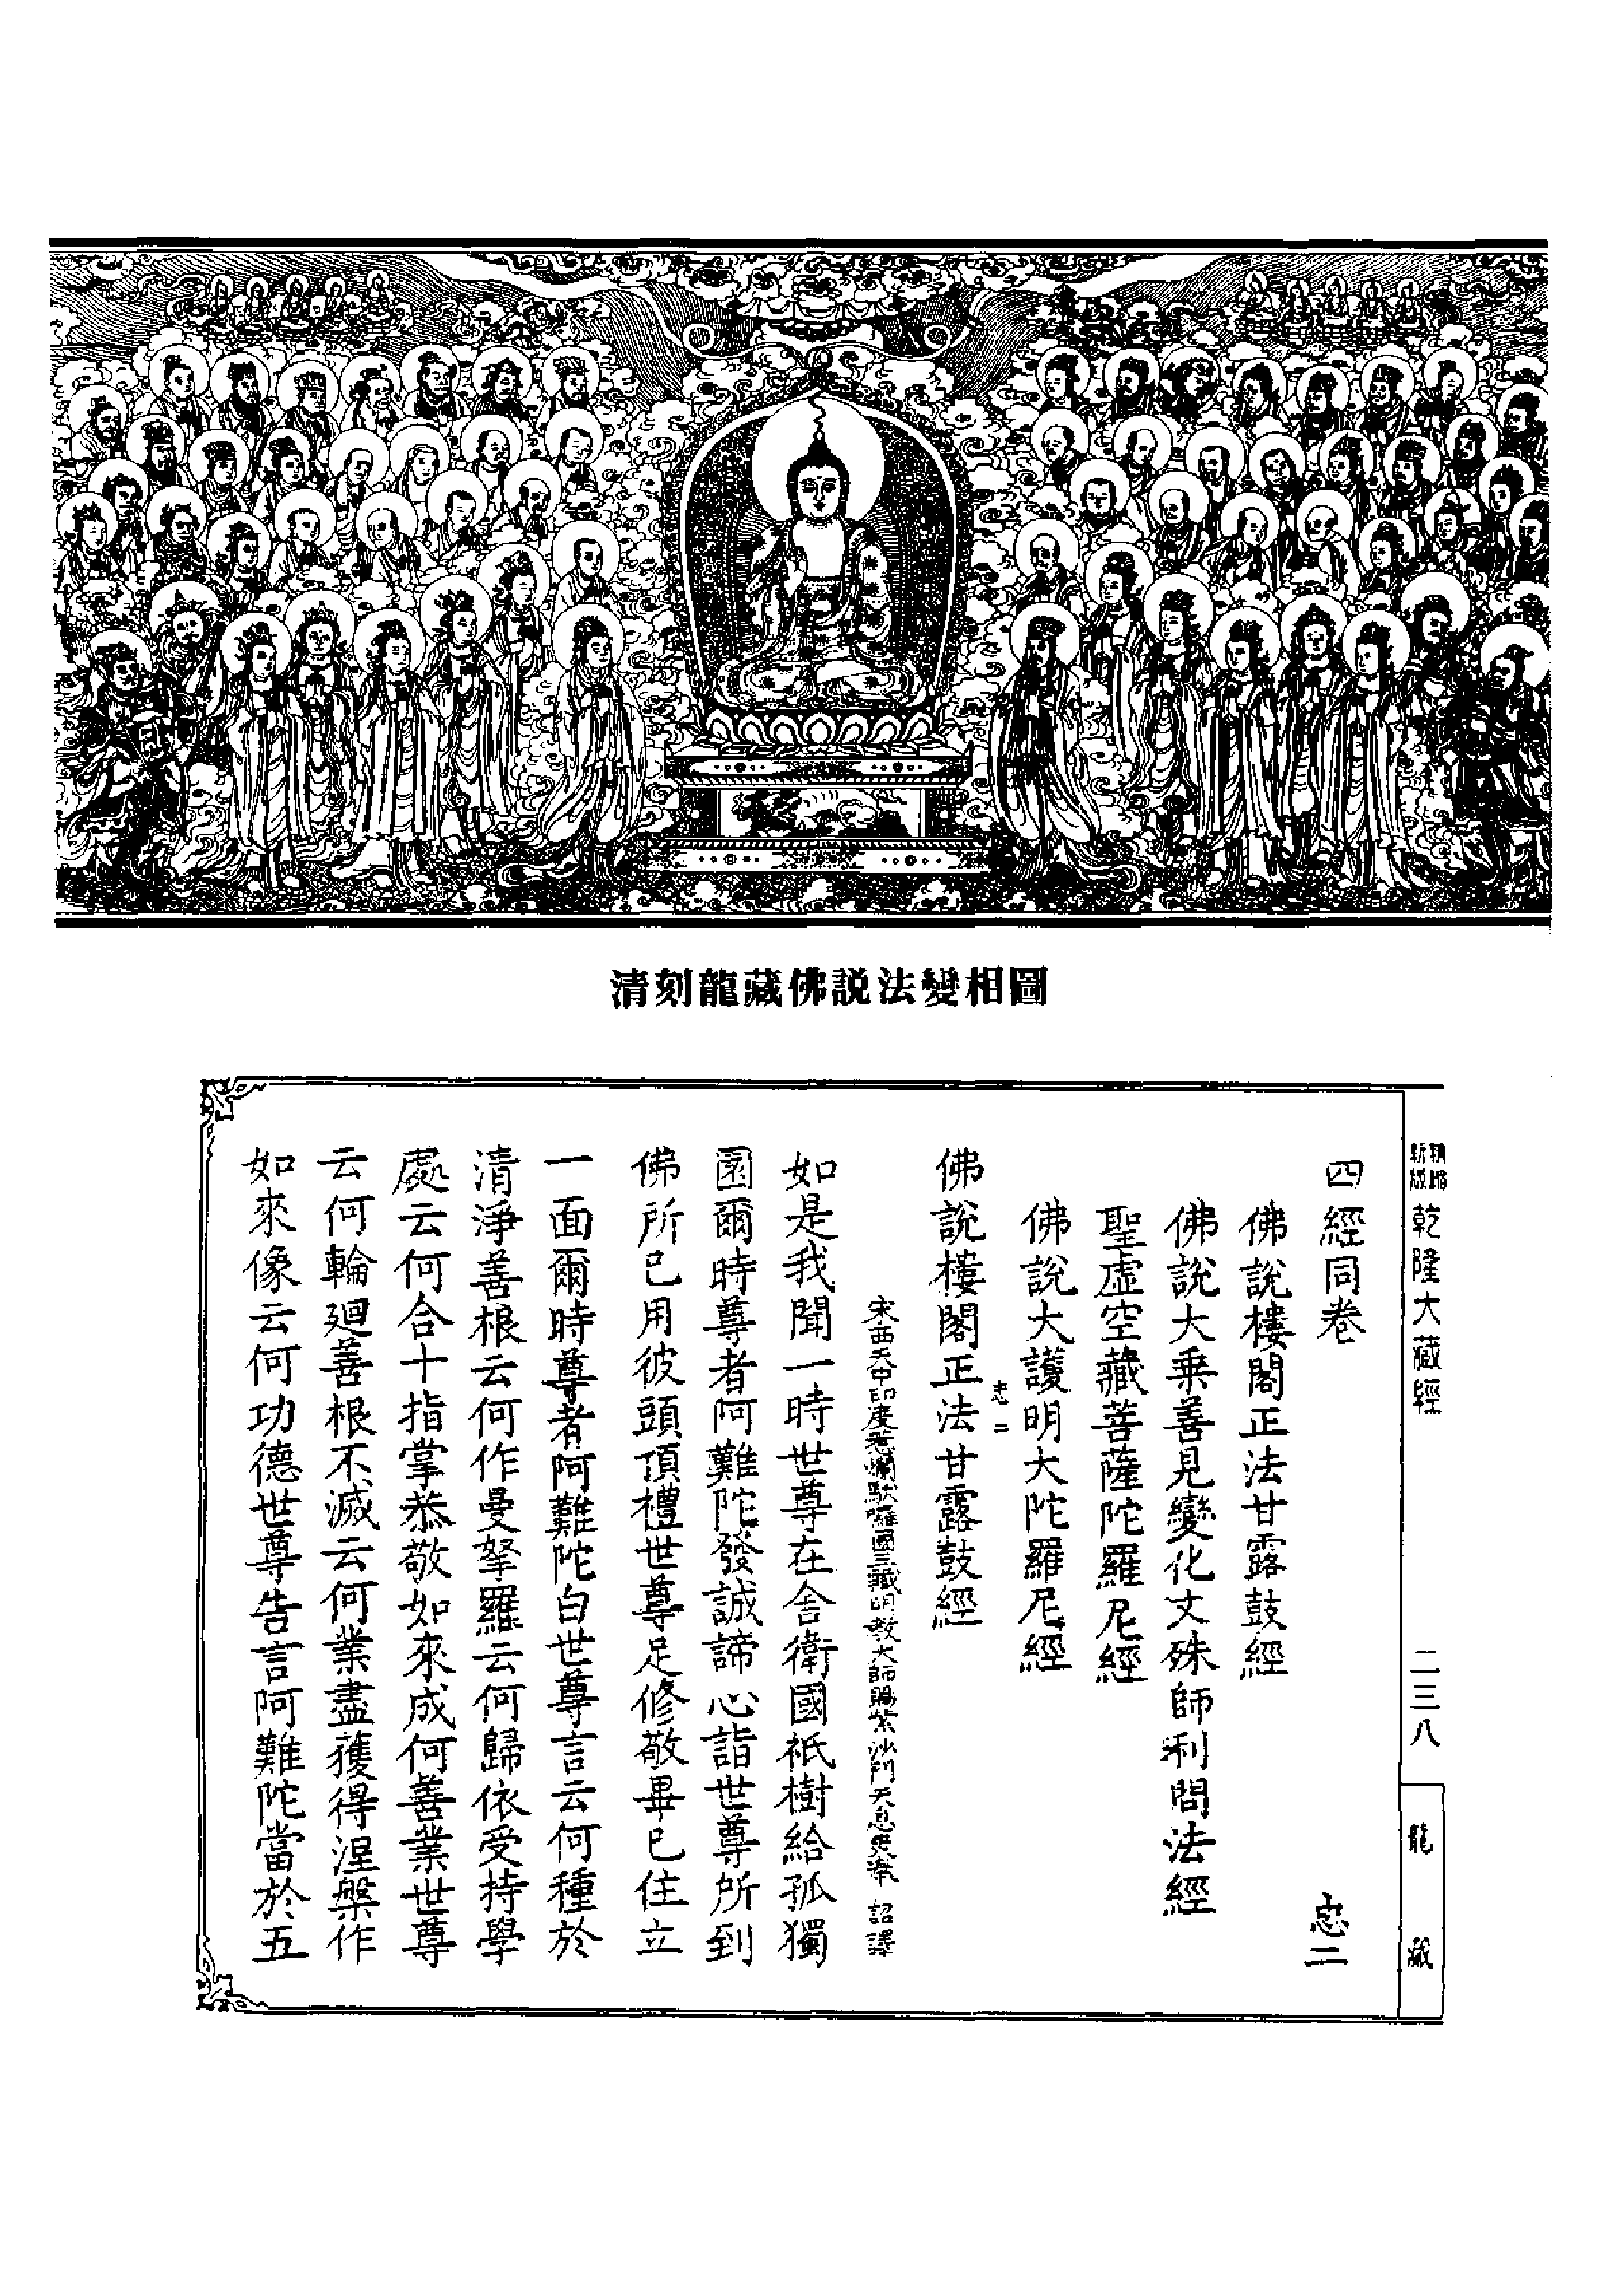 清刻龍藏佛説法變相圖
新編
新版
乾隆大藏經
二三八
龍藏
四經同卷
忠二
佛說樓閣正法甘露鼓經
佛說大乘善見變化文殊師利問法經
聖虛空藏菩薩陀羅尼經
佛說大護明大陀羅尼經
忠二
佛說樓閣正法甘露鼓經
宋西天中印度惹爛駄囉國三藏明教大師賜紫沙門天息災奉 詔譯
如是我聞一時世尊在舍衛國祇樹給孤獨
園爾時尊者阿難陀發誠諦心詣世尊所到
佛所已用彼頭頂禮世尊足修敬畢已住立
一面爾時尊者阿難陀白世尊言云何種於
清淨善根云何作曼拏羅云何歸依受持學
處云何合十指掌恭敬如來成何善業世尊
云何輪廻善根不滅云何業盡獲得涅槃作
如來像云何功德世尊告言阿難陀當於五